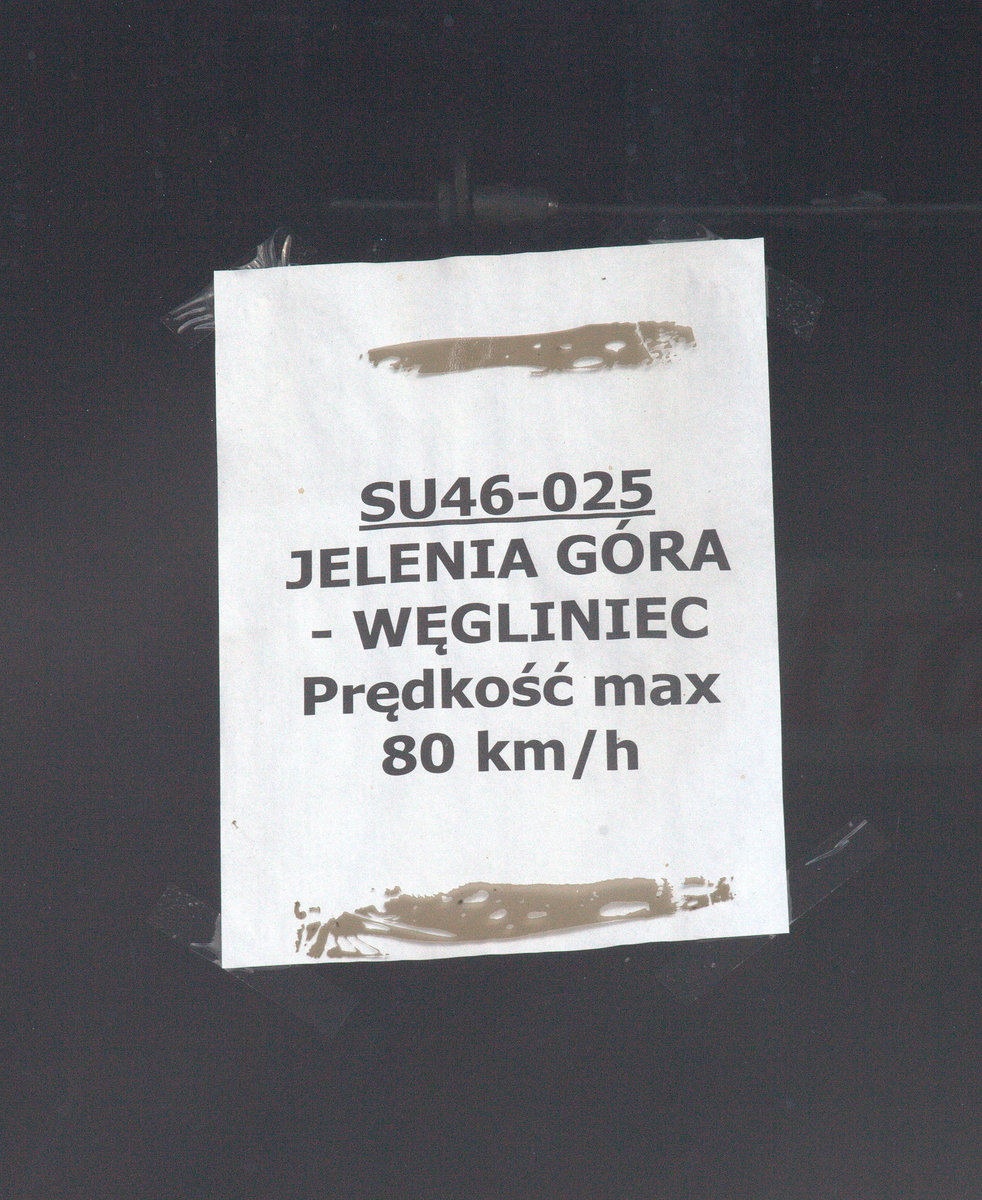 SU46-025
JELENIA GÓRA
- WĘGLINIEC
Prędkość max
80 km/h